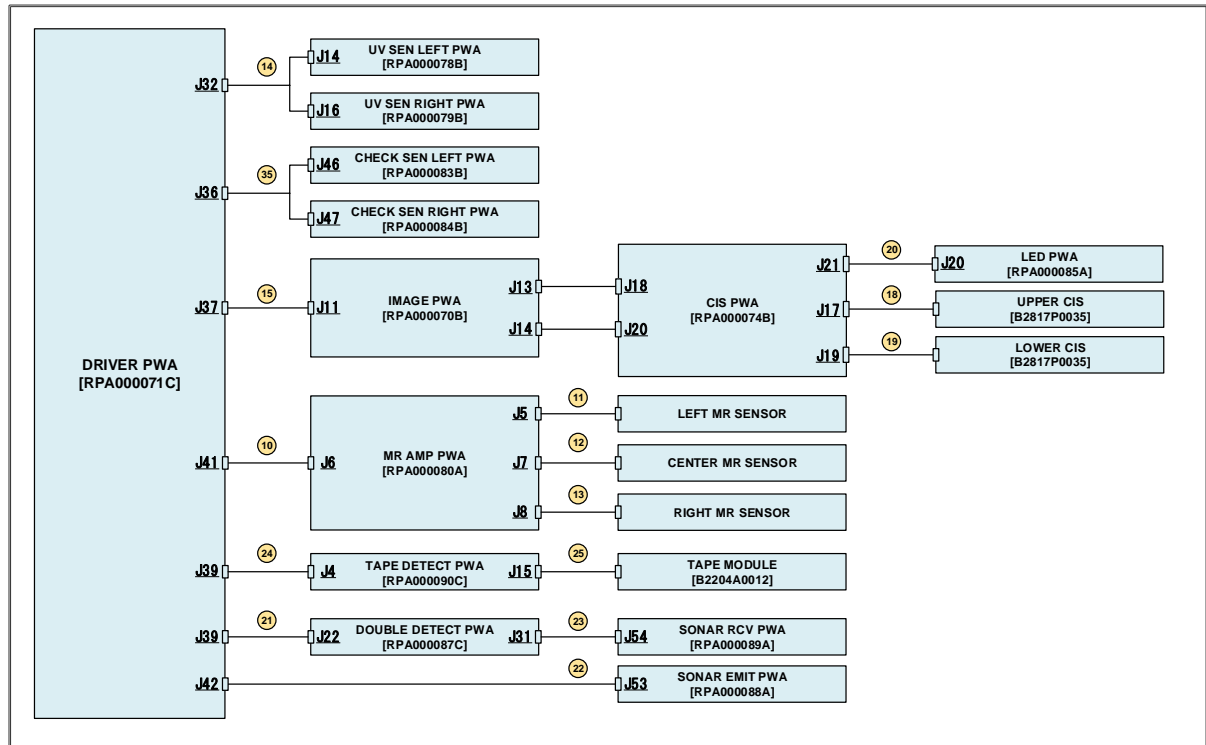 DRIVER PWA
[RPA000071C]
J32
14
J14
UV SEN LEFT PWA
[RPA000078B]
J16
UV SEN RIGHT PWA
[RPA000079B]
J36
35
J46
CHECK SEN LEFT PWA
[RPA000083B]
J47
CHECK SEN RIGHT PWA
[RPA000084B]
J37
15
J11
IMAGE PWA
[RPA000070B]
J13
J14
J18
J20
CIS PWA
[RPA000074B]
J21
J17
J19
20
J20
LED PWA
[RPA000085A]
18
UPPER CIS
[B2817P0035]
19
LOWER CIS
[B2817P0035]
J41
10
J6
MR AMP PWA
[RPA000080A]
J5
J7
J8
11
LEFT MR SENSOR
12
CENTER MR SENSOR
13
RIGHT MR SENSOR
J39
24
J4
TAPE DETECT PWA
[RPA000090C]
J15
25
TAPE MODULE
[B2204A0012]
J39
21
J22
DOUBLE DETECT PWA
[RPA000087C]
J31
23
J54
SONAR RCV PWA
[RPA000089A]
J42
22
J53
SONAR EMIT PWA
[RPA000088A]